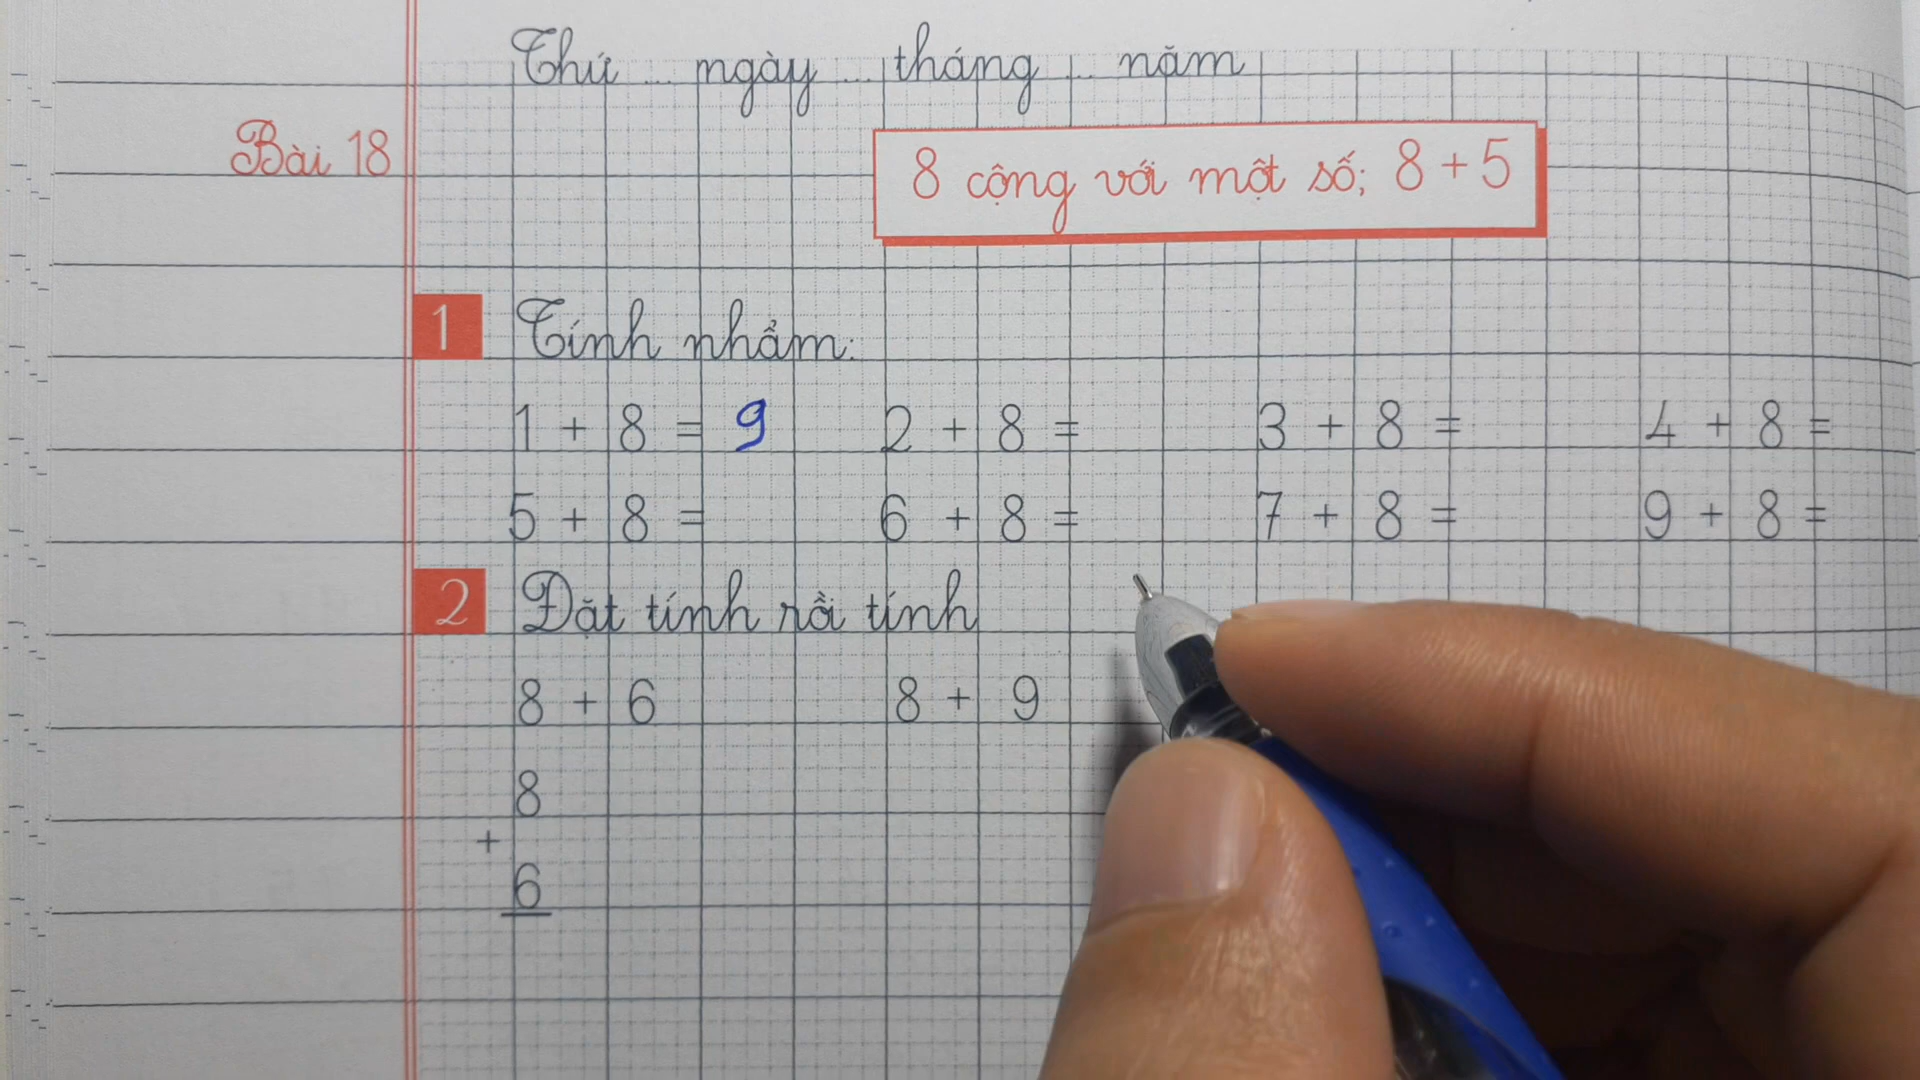 Thứ ... ngày ... tháng ... năm
Bài 18
8 cộng với một số; 8 + 5
1 Tính nhẩm:
1 + 8 = 9 2 + 8 = 3 + 8 = 4 + 8 =
5 + 8 = 6 + 8 = 7 + 8 = 9 + 8 =
2 Đặt tính rồi tính
8 + 6 8 + 9
8
+
6